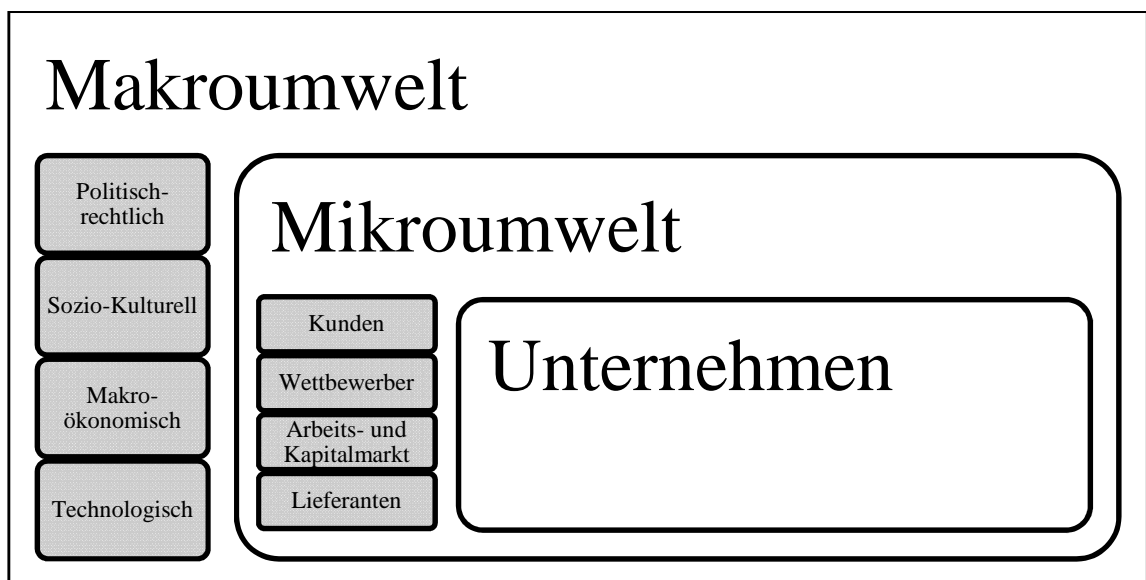 Makroumwelt
Politisch-
rechtlich
Sozio-Kulturell
Makro-
ökonomisch
Technologisch
Mikroumwelt
Kunden
Wettbewerber
Arbeits- und
Kapitalmarkt
Lieferanten
Unternehmen